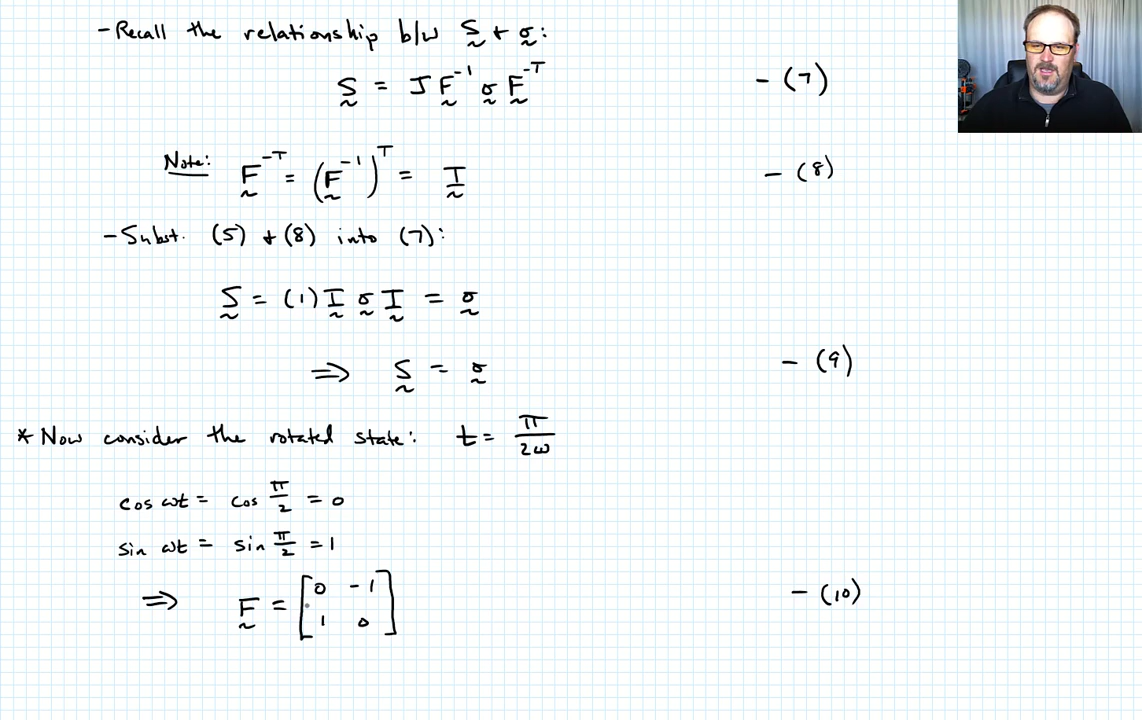 - Recall the relationship b/w S̰ + σ̰:
S̰ = J F̰⁻¹ σ̰ F̰⁻ᵀ - (7)
Note: F̰⁻ᵀ = (F̰⁻¹)ᵀ = Ḭ - (8)
- Subst. (5) + (8) into (7):
S̰ = (1) Ḭ σ̰ Ḭ = σ̰
⟹ S̰ = σ̰ - (9)
* Now consider the rotated state: t = π/2ω
cos ωt = cos π/2 = 0
sin ωt = sin π/2 = 1
⟹ F̰ = [0 -1
1 0] - (10)